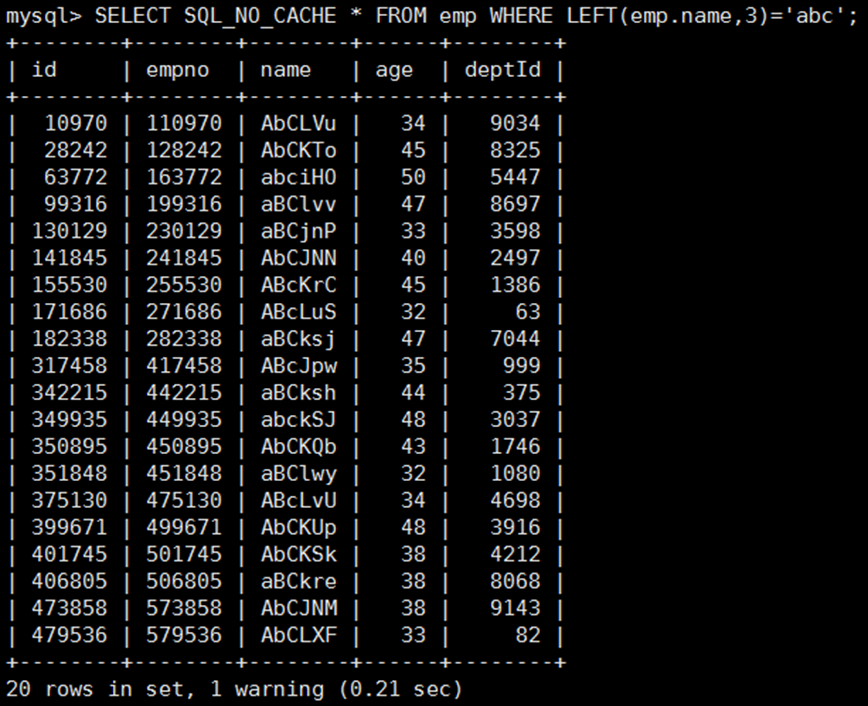 mysql> SELECT SQL_NO_CACHE * FROM emp WHERE LEFT(emp.name,3)='abc';
+--------+--------+--------+------+--------+
| id     | empno  | name   | age  | deptId |
+--------+--------+--------+------+--------+
|  10970 | 110970 | AbCLVu |   34 |   9034 |
|  28242 | 128242 | AbCKTo |   45 |   8325 |
|  63772 | 163772 | abciHO |   50 |   5447 |
|  99316 | 199316 | aBClvv |   47 |   8697 |
| 130129 | 230129 | aBCjnP |   33 |   3598 |
| 141845 | 241845 | AbCJNN |   40 |   2497 |
| 155530 | 255530 | ABcKrC |   45 |   1386 |
| 171686 | 271686 | ABcLuS |   32 |     63 |
| 182338 | 282338 | aBCksj |   47 |   7044 |
| 317458 | 417458 | ABcJpw |   35 |    999 |
| 342215 | 442215 | aBCksh |   44 |    375 |
| 349935 | 449935 | abckSJ |   48 |   3037 |
| 350895 | 450895 | AbCKQb |   43 |   1746 |
| 351848 | 451848 | aBClwy |   32 |   1080 |
| 375130 | 475130 | ABcLvU |   34 |   4698 |
| 399671 | 499671 | AbCKUp |   48 |   3916 |
| 401745 | 501745 | AbCKSk |   38 |   4212 |
| 406805 | 506805 | aBCkre |   38 |   8068 |
| 473858 | 573858 | AbCJNM |   38 |   9143 |
| 479536 | 579536 | AbCLXF |   33 |     82 |
+--------+--------+--------+------+--------+
20 rows in set, 1 warning (0.21 sec)